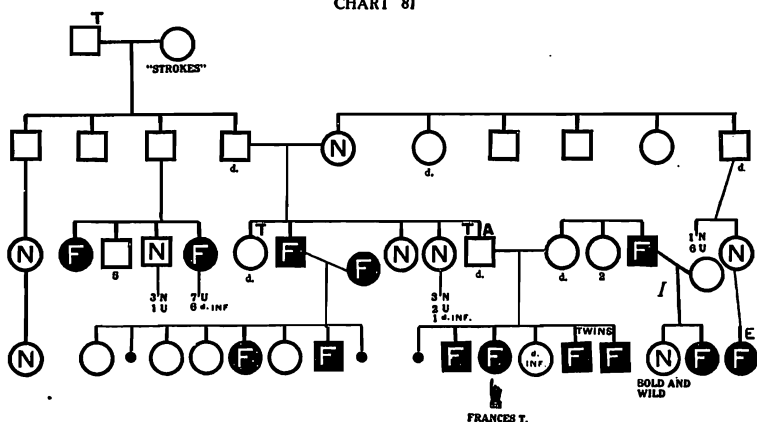 CHART 81
T
"STROKES"
N
d. d. d.
T T A 1 N
6 U
N F N F F N N F N
6 d. d. d. 2
F
3 N
1 U
7 U
6 d. INF
3 N
2 U
1 d. INF.
I
TWINS E
N F F F F d.
INF. F F N F F
BOLD AND
WILD
FRANCES T.